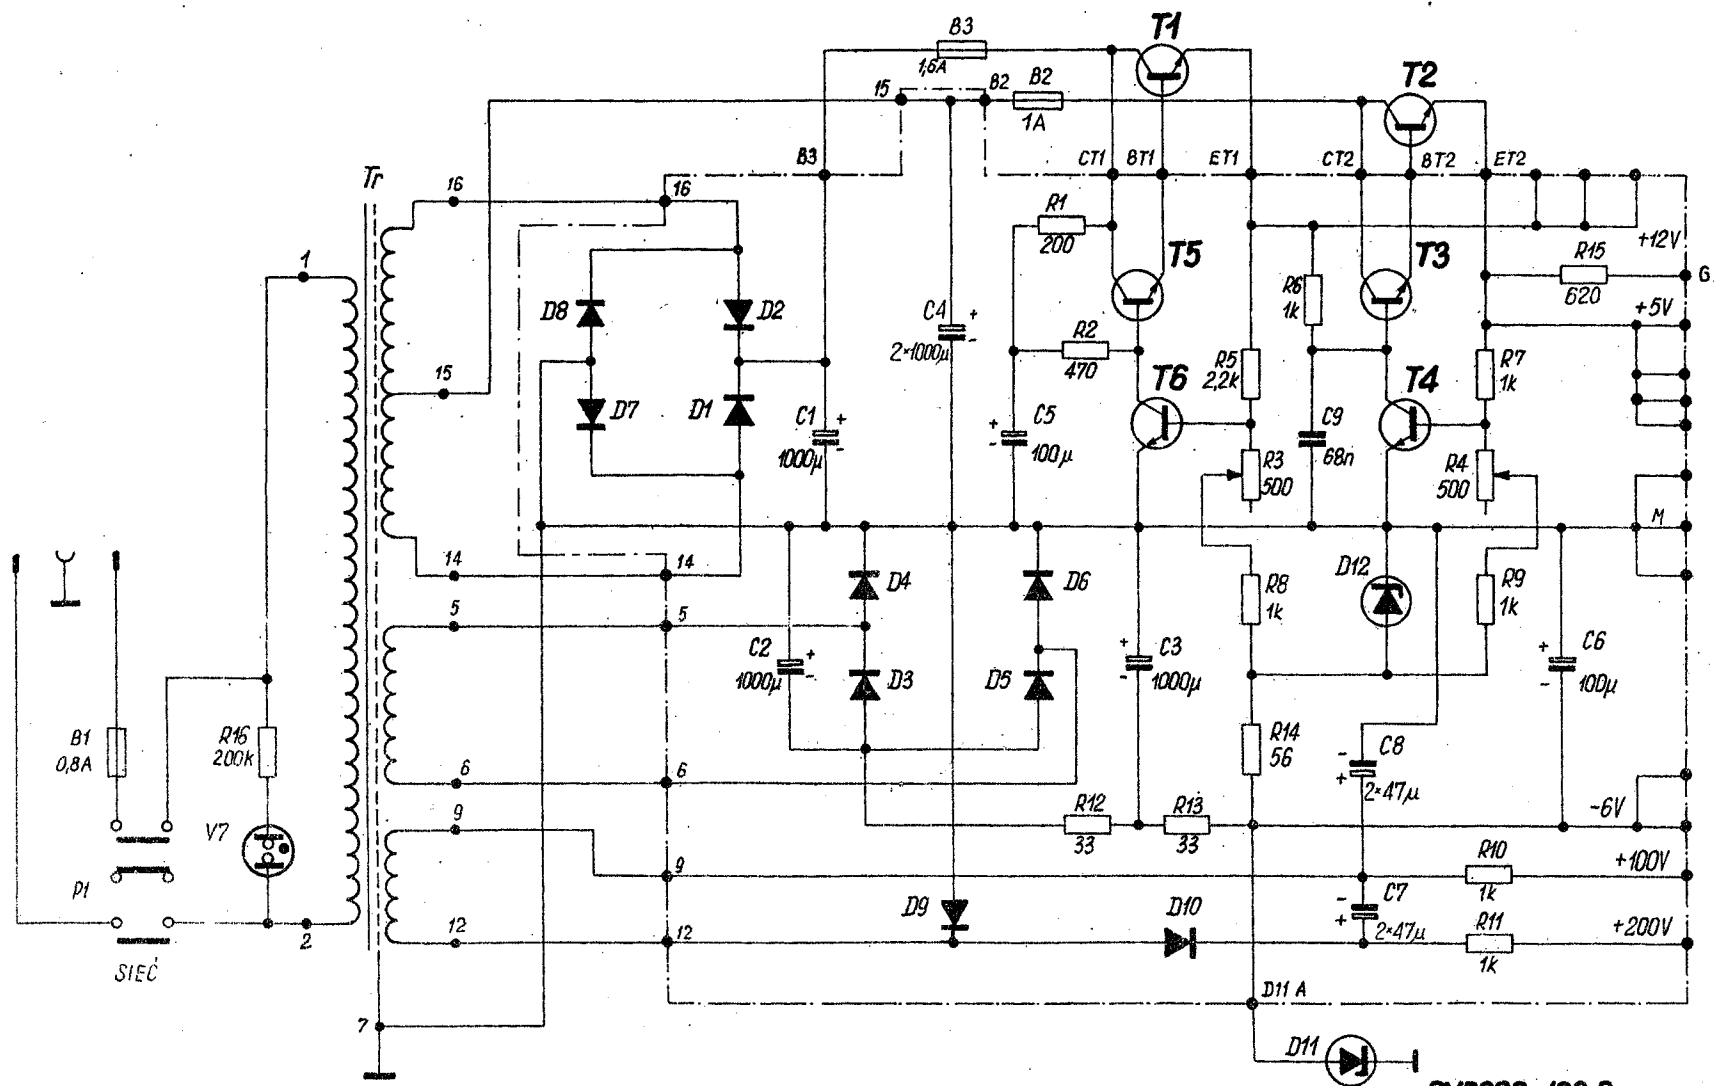 B3
T1
1,6A
15
B2
B2
1A
T2
B3
CT1
BT1
ET1
CT2
BT2
ET2
Tr
16
16
R1
200
T5
T3
+12V
R15
620
G
1
D8
D2
C4
+
-
2×1000µ
R6
1k
+5V
R2
470
R5
2,2k
R7
1k
15
T6
T4
D7
D1
C1
+
-
1000µ
C5
+
-
100µ
C9
68n
R3
500
R4
500
M
14
14
D4
D6
R8
1k
D12
R9
1k
5
5
C2
+
-
1000µ
D3
D5
C3
+
-
1000µ
C6
+
-
100µ
B1
0,8A
R16
200k
R14
56
C8
-
+
2×47µ
6
6
R12
33
R13
33
-6V
9
9
V7
R10
1k
+100V
P1
D9
D10
C7
-
+
2×47µ
R11
1k
+200V
12
12
2
SIEĆ
D11 A
7
D11